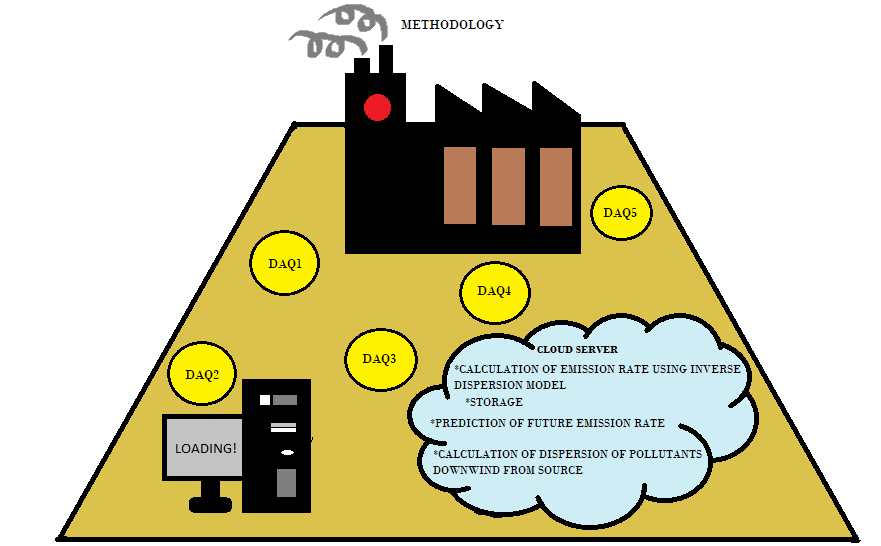 METHODOLOGY
DAQ5
DAQ1
DAQ4
DAQ3
DAQ2
LOADING!
CLOUD SERVER
*CALCULATION OF EMISSION RATE USING INVERSE
DISPERSION MODEL
*STORAGE
*PREDICTION OF FUTURE EMISSION RATE
*CALCULATION OF DISPERSION OF POLLUTANTS
DOWNWIND FROM SOURCE